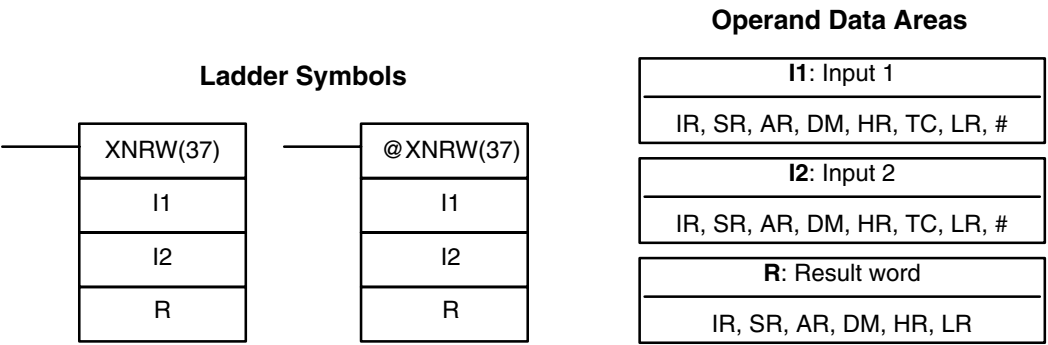 Ladder Symbols
XNRW(37)
I1
I2
R
@XNRW(37)
I1
I2
R
Operand Data Areas
I1: Input 1
IR, SR, AR, DM, HR, TC, LR, #
I2: Input 2
IR, SR, AR, DM, HR, TC, LR, #
R: Result word
IR, SR, AR, DM, HR, LR